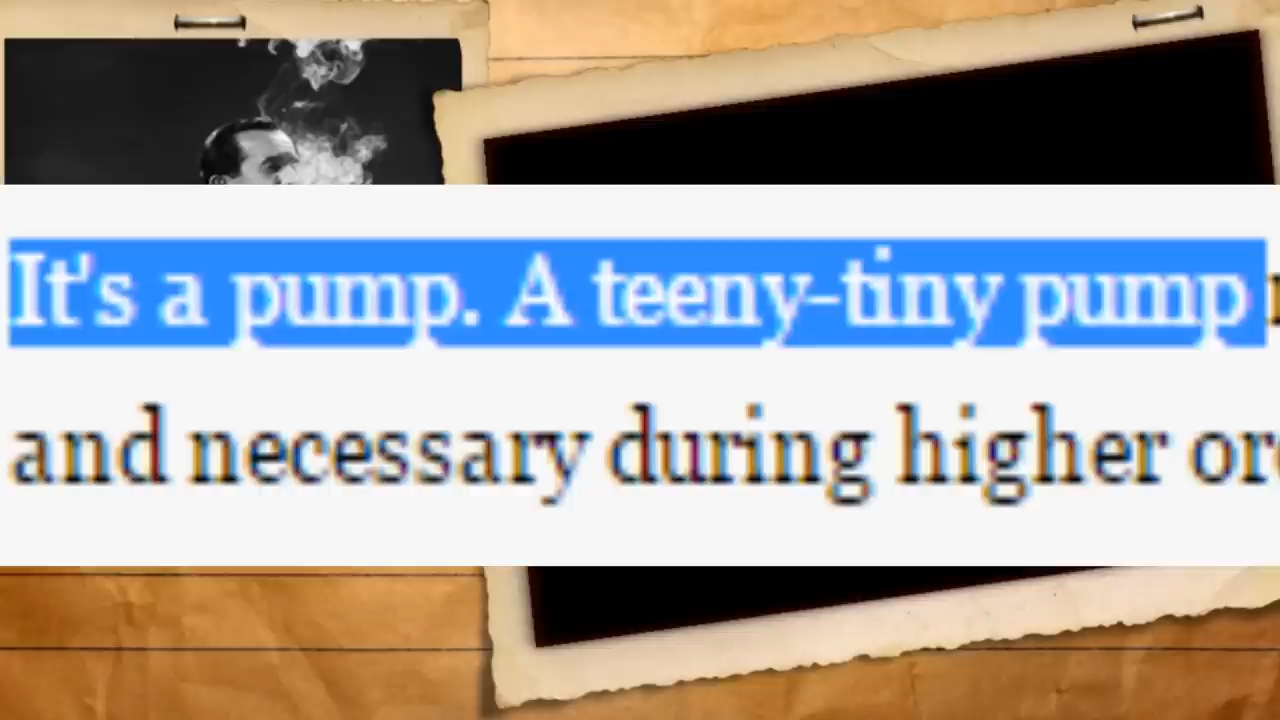 It's a pump. A teeny-tiny pump
and necessary during higher